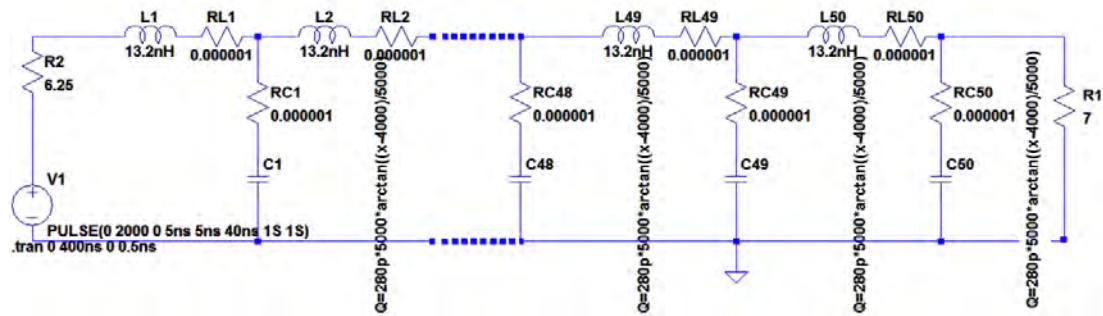 L1
RL1
L2
RL2
L49
RL49
L50
RL50
13.2nH
0.000001
13.2nH
0.000001
13.2nH
0.000001
13.2nH
0.000001
R2
6.25
RC1
0.000001
RC48
0.000001
RC49
0.000001
RC50
0.000001
R1
7
C1
C48
C49
C50
Q=280p*5000*arctan((x-4000)/5000)
Q=280p*5000*arctan((x-4000)/5000)
Q=280p*5000*arctan((x-4000)/5000)
Q=280p*5000*arctan((x-4000)/5000)
V1
PULSE(0 2000 0 5ns 5ns 40ns 1S 1S)
.tran 0 400ns 0 0.5ns